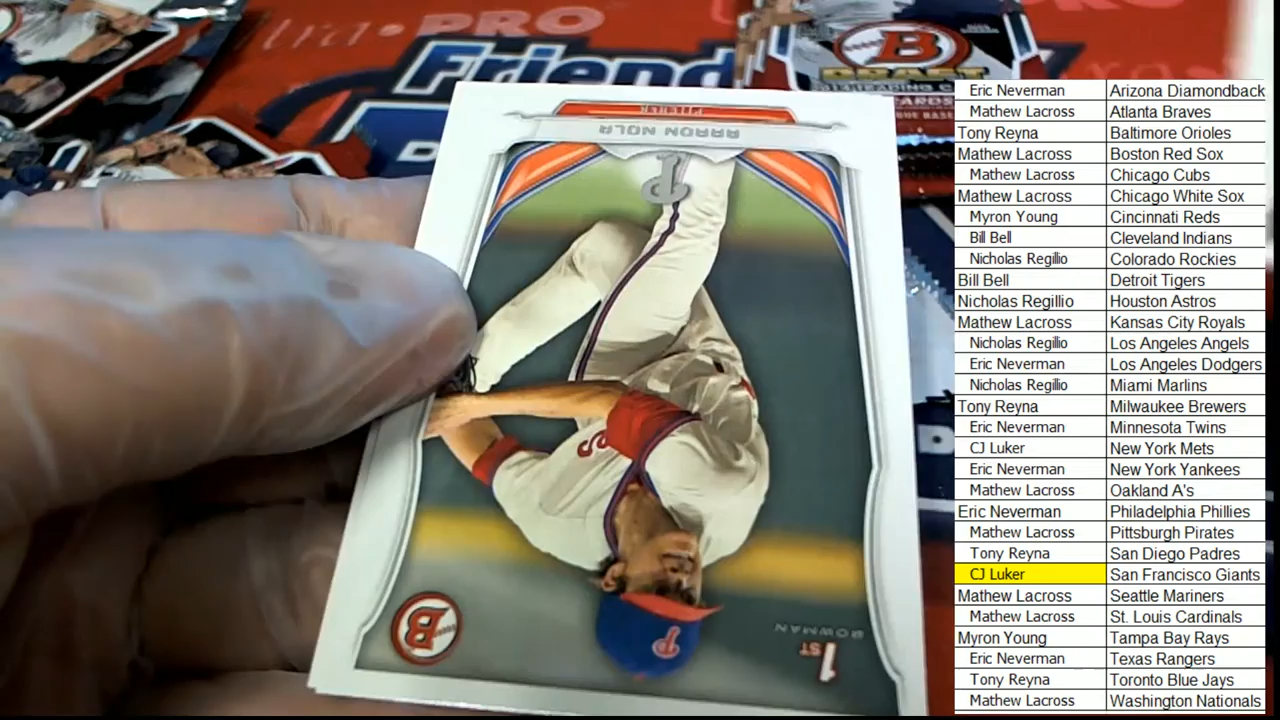 PRO
Friend
B
DRAFT
CARDS
PITCHER
AARON NOLA
P
P
B
1ST
BOWMAN
Eric Neverman Arizona Diamondback
Mathew Lacross Atlanta Braves
Tony Reyna Baltimore Orioles
Mathew Lacross Boston Red Sox
Mathew Lacross Chicago Cubs
Mathew Lacross Chicago White Sox
Myron Young Cincinnati Reds
Bill Bell Cleveland Indians
Nicholas Regillio Colorado Rockies
Bill Bell Detroit Tigers
Nicholas Regillio Houston Astros
Mathew Lacross Kansas City Royals
Nicholas Regillio Los Angeles Angels
Eric Neverman Los Angeles Dodgers
Nicholas Regillio Miami Marlins
Tony Reyna Milwaukee Brewers
Eric Neverman Minnesota Twins
CJ Luker New York Mets
Eric Neverman New York Yankees
Mathew Lacross Oakland A's
Eric Neverman Philadelphia Phillies
Mathew Lacross Pittsburgh Pirates
Tony Reyna San Diego Padres
CJ Luker San Francisco Giants
Mathew Lacross Seattle Mariners
Mathew Lacross St. Louis Cardinals
Myron Young Tampa Bay Rays
Eric Neverman Texas Rangers
Tony Reyna Toronto Blue Jays
Mathew Lacross Washington Nationals